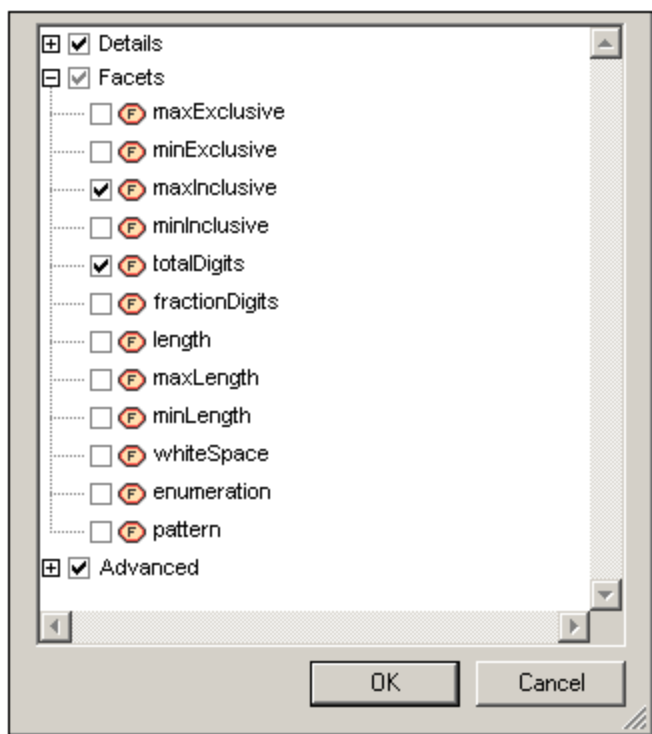 Details
Facets
F maxExclusive
F minExclusive
F maxInclusive
F minInclusive
F totalDigits
F fractionDigits
F length
F maxLength
F minLength
F whiteSpace
F enumeration
F pattern
Advanced
OK Cancel